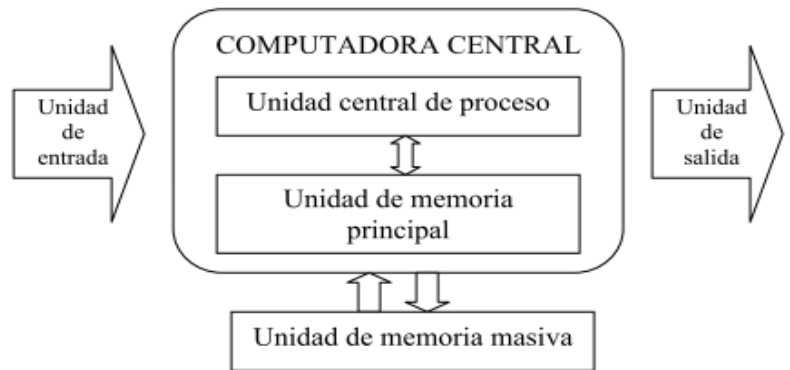 COMPUTADORA CENTRAL
Unidad
de
entrada
Unidad central de proceso
Unidad de memoria
principal
Unidad
de
salida
Unidad de memoria masiva